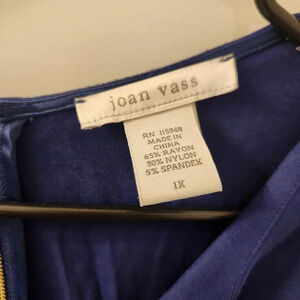 joan vass
RN 115948
MADE IN
CHINA
65% RAYON
30% NYLON
5% SPANDEX
1X